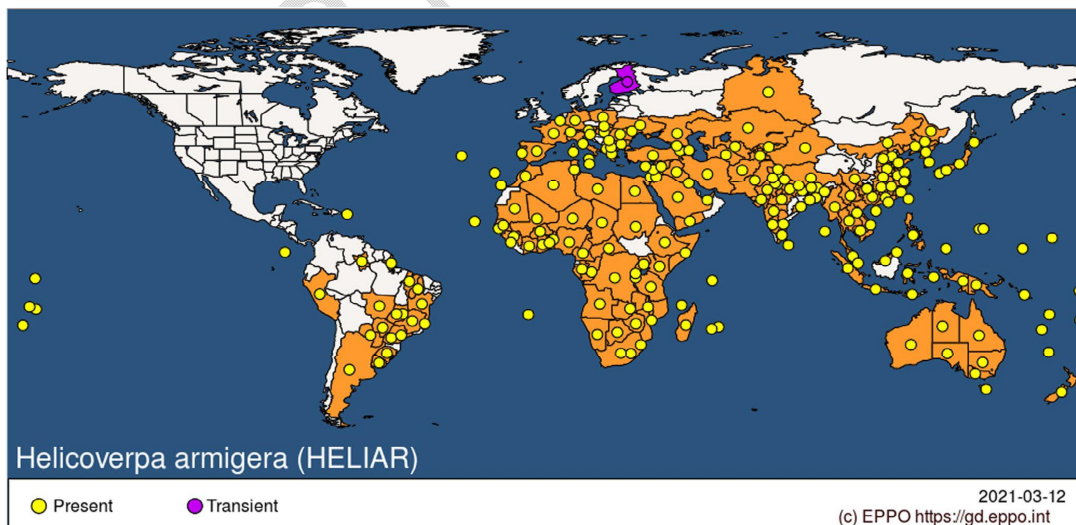 Helicoverpa armigera (HELIAR)
Present
Transient
2021-03-12
(c) EPPO https://gd.eppo.int